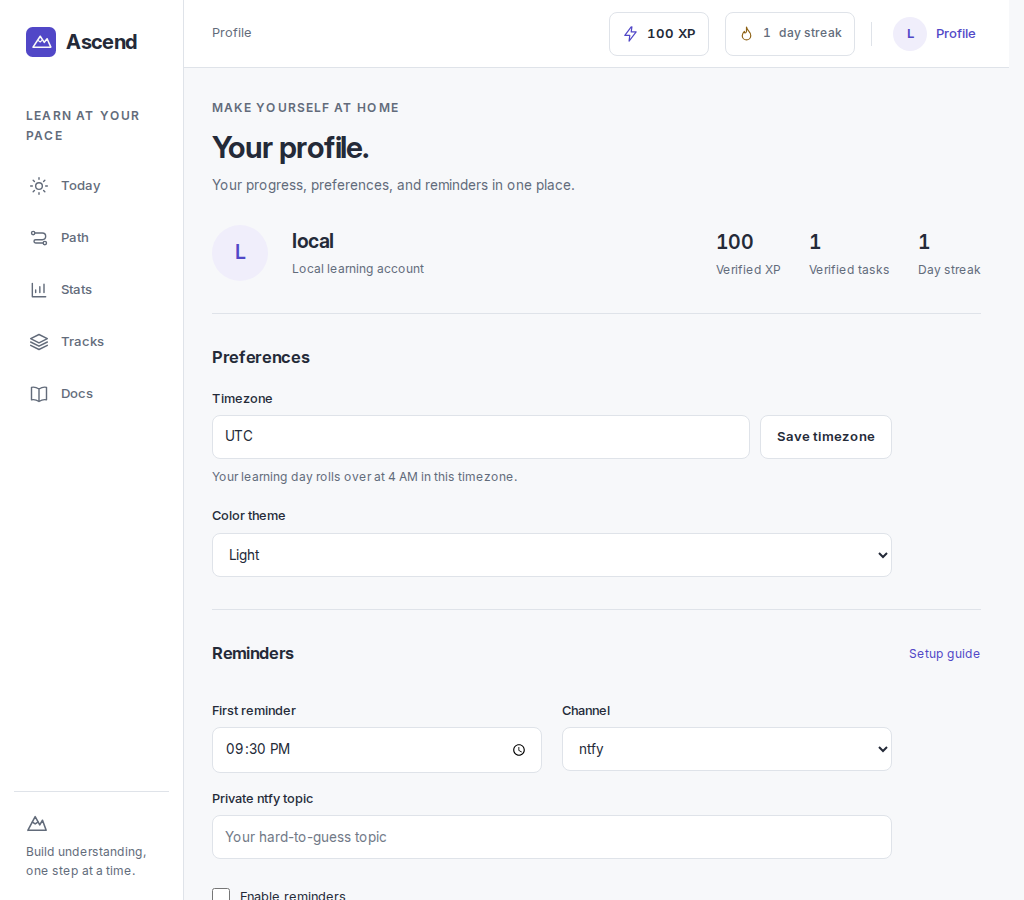 Ascend
LEARN AT YOUR
PACE
Today
Path
Stats
Tracks
Docs
Build understanding,
one step at a time.
Profile
100 XP
1 day streak
L
Profile
MAKE YOURSELF AT HOME
Your profile.
Your progress, preferences, and reminders in one place.
L
local
Local learning account
100
Verified XP
1
Verified tasks
1
Day streak
Preferences
Timezone
UTC
Save timezone
Your learning day rolls over at 4 AM in this timezone.
Color theme
Light
Reminders
Setup guide
First reminder
09:30 PM
Channel
ntfy
Private ntfy topic
Your hard-to-guess topic
Enable reminders